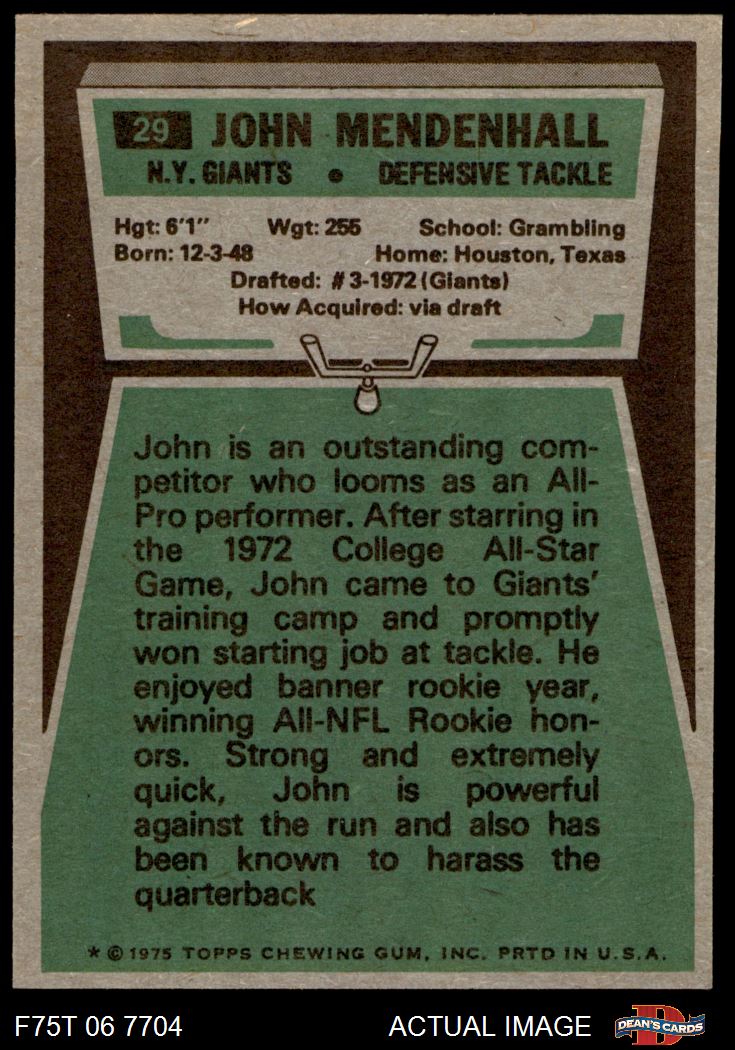 29 JOHN MENDENHALL
N.Y. GIANTS • DEFENSIVE TACKLE
Hgt: 6'1" Wgt: 255 School: Grambling
Born: 12-3-48 Home: Houston, Texas
Drafted: #3-1972 (Giants)
How Acquired: via draft
John is an outstanding com-
petitor who looms as an All-
Pro performer. After starring in
the 1972 College All-Star
Game, John came to Giants'
training camp and promptly
won starting job at tackle. He
enjoyed banner rookie year,
winning All-NFL Rookie hon-
ors. Strong and extremely
quick, John is powerful
against the run and also has
been known to harass the
quarterback
* © 1975 TOPPS CHEWING GUM, INC. PRTD IN U.S.A.
F75T 06 7704 ACTUAL IMAGE D DEAN'S CARDS